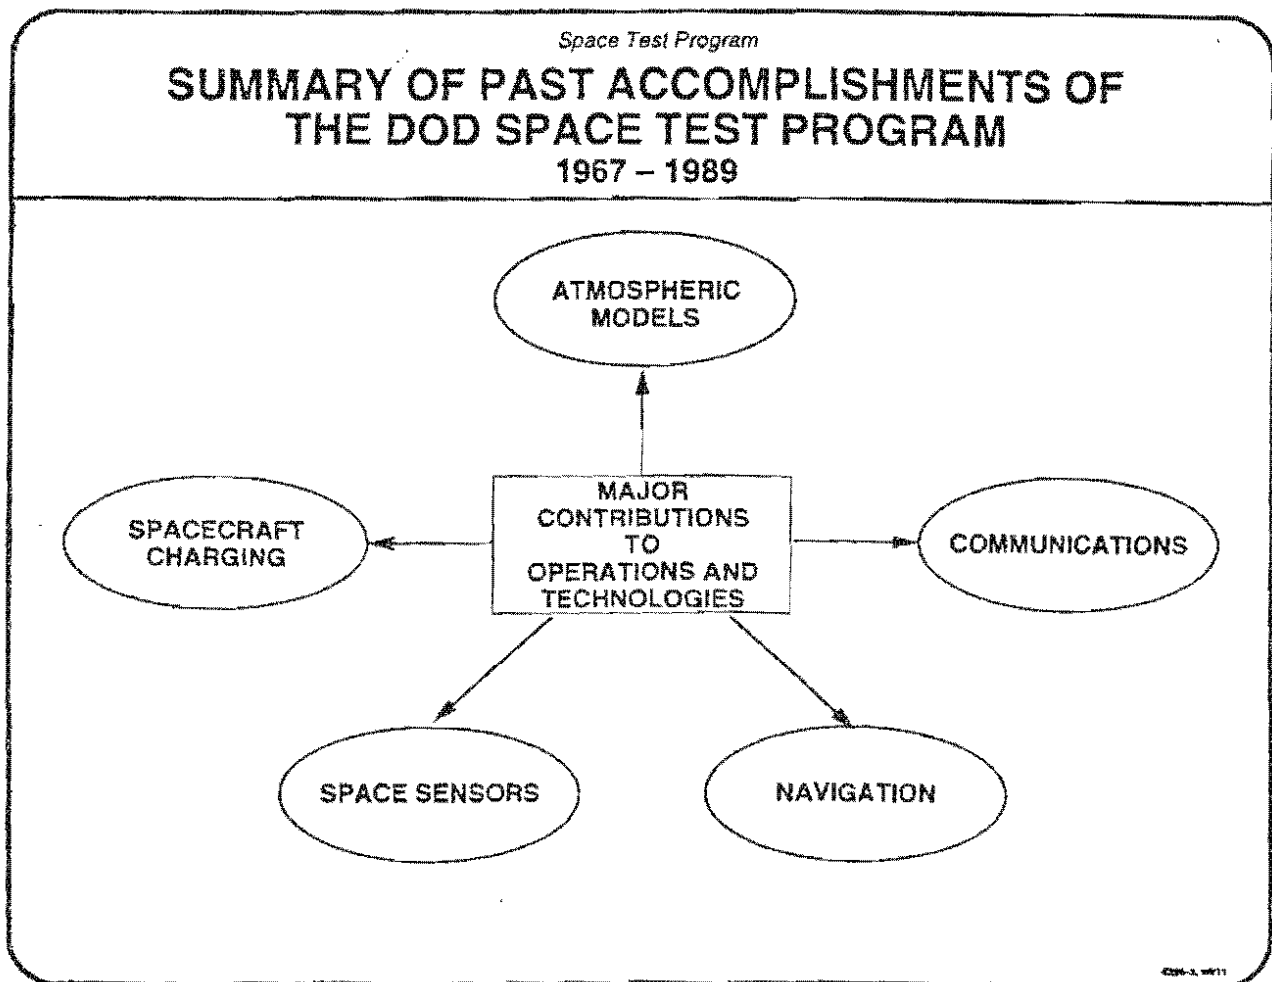 Space Test Program
SUMMARY OF PAST ACCOMPLISHMENTS OF
THE DOD SPACE TEST PROGRAM
1967 – 1989
ATMOSPHERIC
MODELS
SPACECRAFT
CHARGING
MAJOR
CONTRIBUTIONS
TO
OPERATIONS AND
TECHNOLOGIES
COMMUNICATIONS
SPACE SENSORS
NAVIGATION